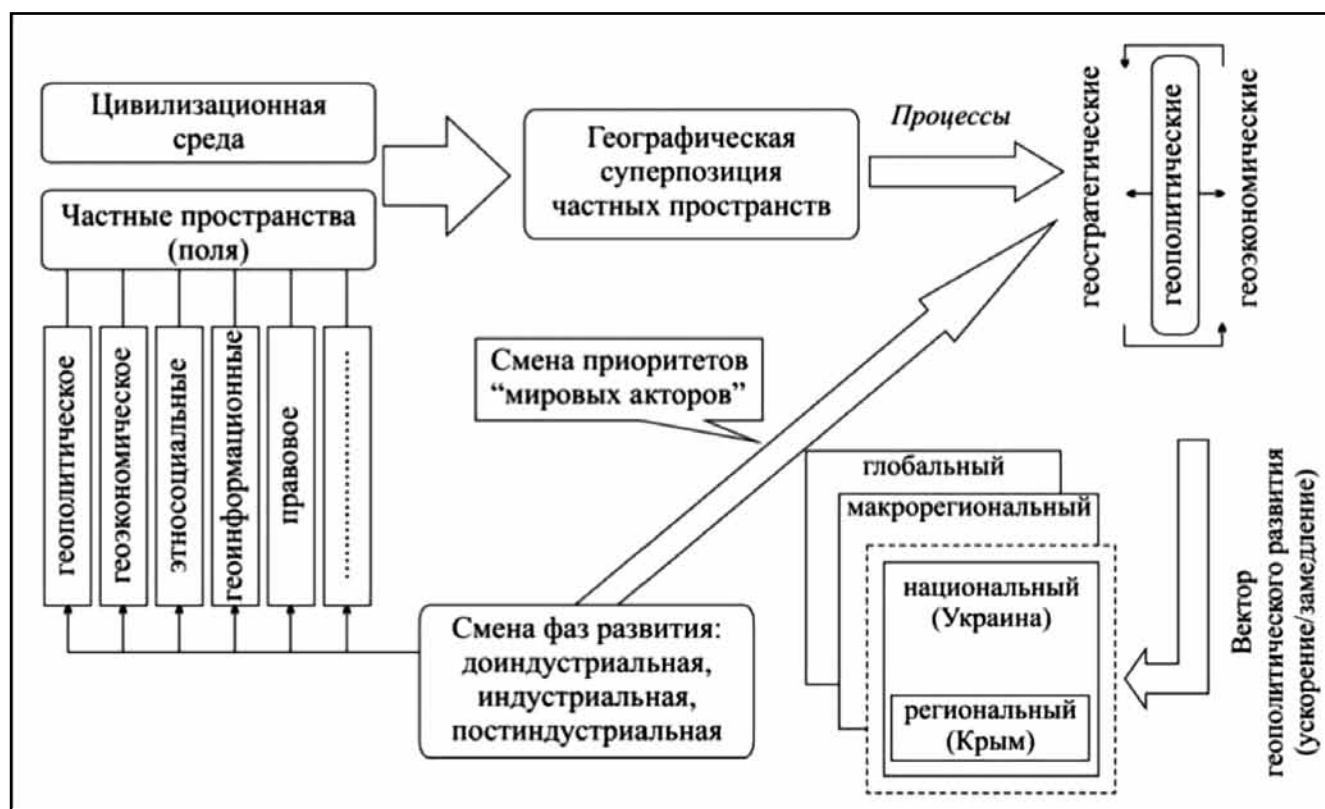 Цивилизационная
среда
Частные пространства
(поля)
геополитическое
геоэкономическое
этносоциальные
геоинформационные
правовое
Географическая
суперпозиция
частных пространств
Процессы
геостратегические
геополитические
геоэкономические
Смена приоритетов
“мировых акторов”
Смена фаз развития:
доиндустриальная,
индустриальная,
постиндустриальная
глобальный
макрорегиональный
национальный
(Украина)
региональный
(Крым)
Вектор
геополитического развития
(ускорение/замедление)